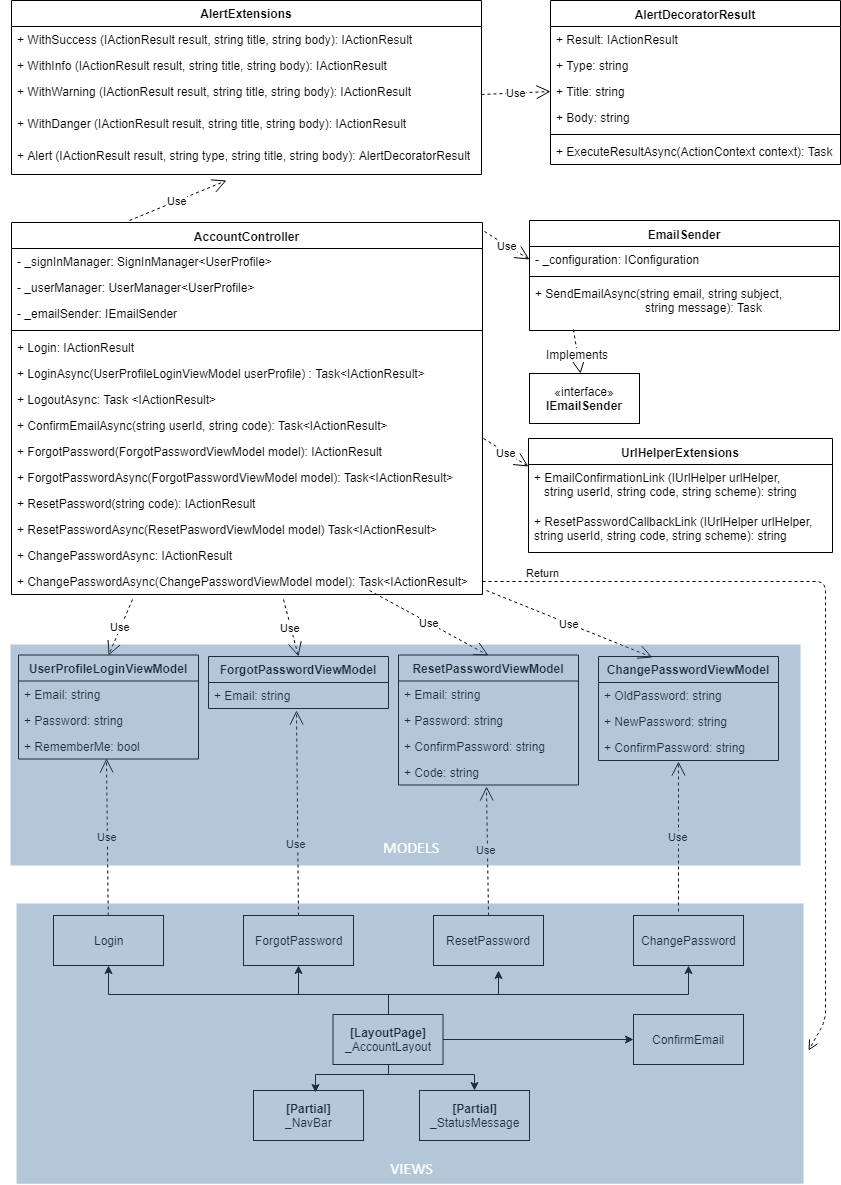 AlertExtensions
+ WithSuccess (IActionResult result, string title, string body): IActionResult
+ WithInfo (IActionResult result, string title, string body): IActionResult
+ WithWarning (IActionResult result, string title, string body): IActionResult
+ WithDanger (IActionResult result, string title, string body): IActionResult
+ Alert (IActionResult result, string type, string title, string body): AlertDecoratorResult
Use
AlertDecoratorResult
+ Result: IActionResult
+ Type: string
+ Title: string
+ Body: string
+ ExecuteResultAsync(ActionContext context): Task
Use
AccountController
- _signInManager: SignInManager<UserProfile>
- _userManager: UserManager<UserProfile>
- _emailSender: IEmailSender
+ Login: IActionResult
+ LoginAsync(UserProfileLoginViewModel userProfile) : Task<IActionResult>
+ LogoutAsync: Task <IActionResult>
+ ConfirmEmailAsync(string userId, string code): Task<IActionResult>
+ ForgotPassword(ForgotPasswordViewModel model): IActionResult
+ ForgotPasswordAsync(ForgotPasswordViewModel model): Task<IActionResult>
+ ResetPassword(string code): IActionResult
+ ResetPasswordAsync(ResetPaswordViewModel model) Task<IActionResult>
+ ChangePasswordAsync: IActionResult
+ ChangePasswordAsync(ChangePasswordViewModel model): Task<IActionResult>
Use
EmailSender
- _configuration: IConfiguration
+ SendEmailAsync(string email, string subject,
string message): Task
Implements
«interface»
IEmailSender
Use
UrlHelperExtensions
+ EmailConfirmationLink (IUrlHelper urlHelper,
string userId, string code, string scheme): string
+ ResetPasswordCallbackLink (IUrlHelper urlHelper,
string userId, string code, string scheme): string
Return
Use
Use
Use
Use
UserProfileLoginViewModel
+ Email: string
+ Password: string
+ RememberMe: bool
ForgotPasswordViewModel
+ Email: string
ResetPasswordViewModel
+ Email: string
+ Password: string
+ ConfirmPassword: string
+ Code: string
ChangePasswordViewModel
+ OldPassword: string
+ NewPassword: string
+ ConfirmPassword: string
Use
Use
Use
Use
MODELS
Login
ForgotPassword
ResetPassword
ChangePassword
[LayoutPage]
_AccountLayout
ConfirmEmail
[Partial]
_NavBar
[Partial]
_StatusMessage
VIEWS